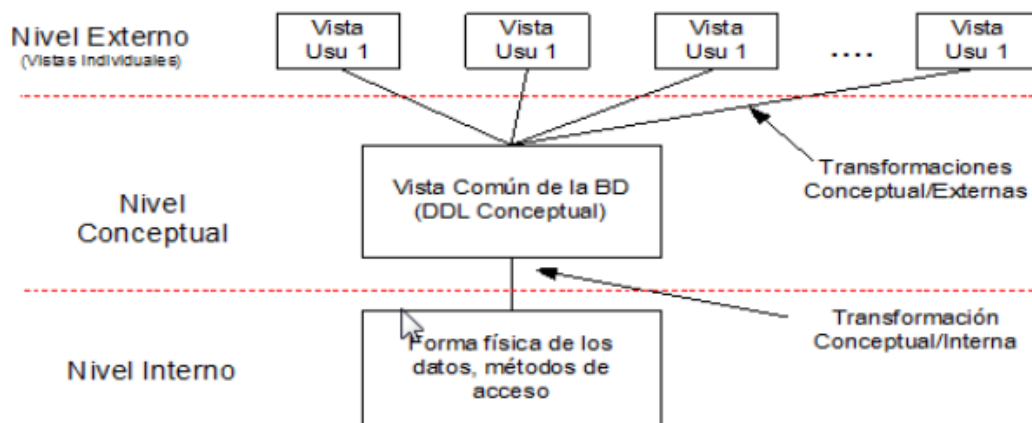 Nivel Externo
(Vistas Individuales)
Vista
Usu 1
Vista
Usu 1
Vista
Usu 1
....
Vista
Usu 1
Transformaciones
Conceptual/Externas
Vista Común de la BD
(DDL Conceptual)
Nivel
Conceptual
Transformación
Conceptual/Interna
Forma física de los
datos, métodos de
acceso
Nivel Interno